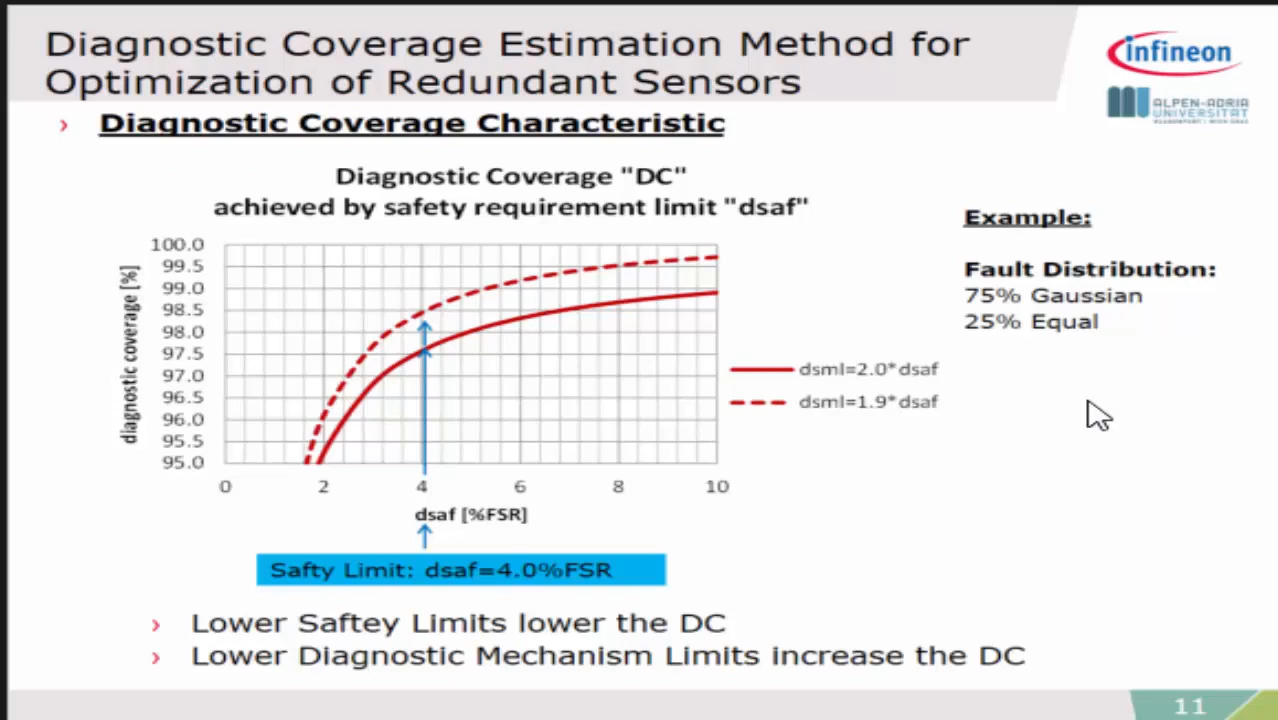 Diagnostic Coverage Estimation Method for
Optimization of Redundant Sensors
infineon
ALPEN-ADRIA
UNIVERSITÄT
› Diagnostic Coverage Characteristic
Diagnostic Coverage "DC"
achieved by safety requirement limit "dsaf"
diagnostic coverage [%]
100.0
99.5
99.0
98.5
98.0
97.5
97.0
96.5
96.0
95.5
95.0
0 2 4 6 8 10
dsaf [%FSR]
dsml=2.0*dsaf
dsml=1.9*dsaf
Example:
Fault Distribution:
75% Gaussian
25% Equal
Safty Limit: dsaf=4.0%FSR
› Lower Saftey Limits lower the DC
› Lower Diagnostic Mechanism Limits increase the DC
11